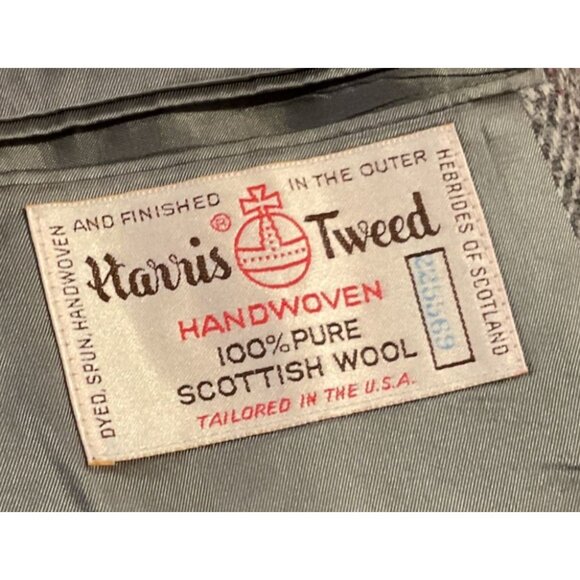 DYED, SPUN, HANDWOVEN
AND FINISHED IN THE OUTER
HEBRIDES OF SCOTLAND
Harris ® Tweed
HANDWOVEN
100% PURE
SCOTTISH WOOL
TAILORED IN THE U.S.A.